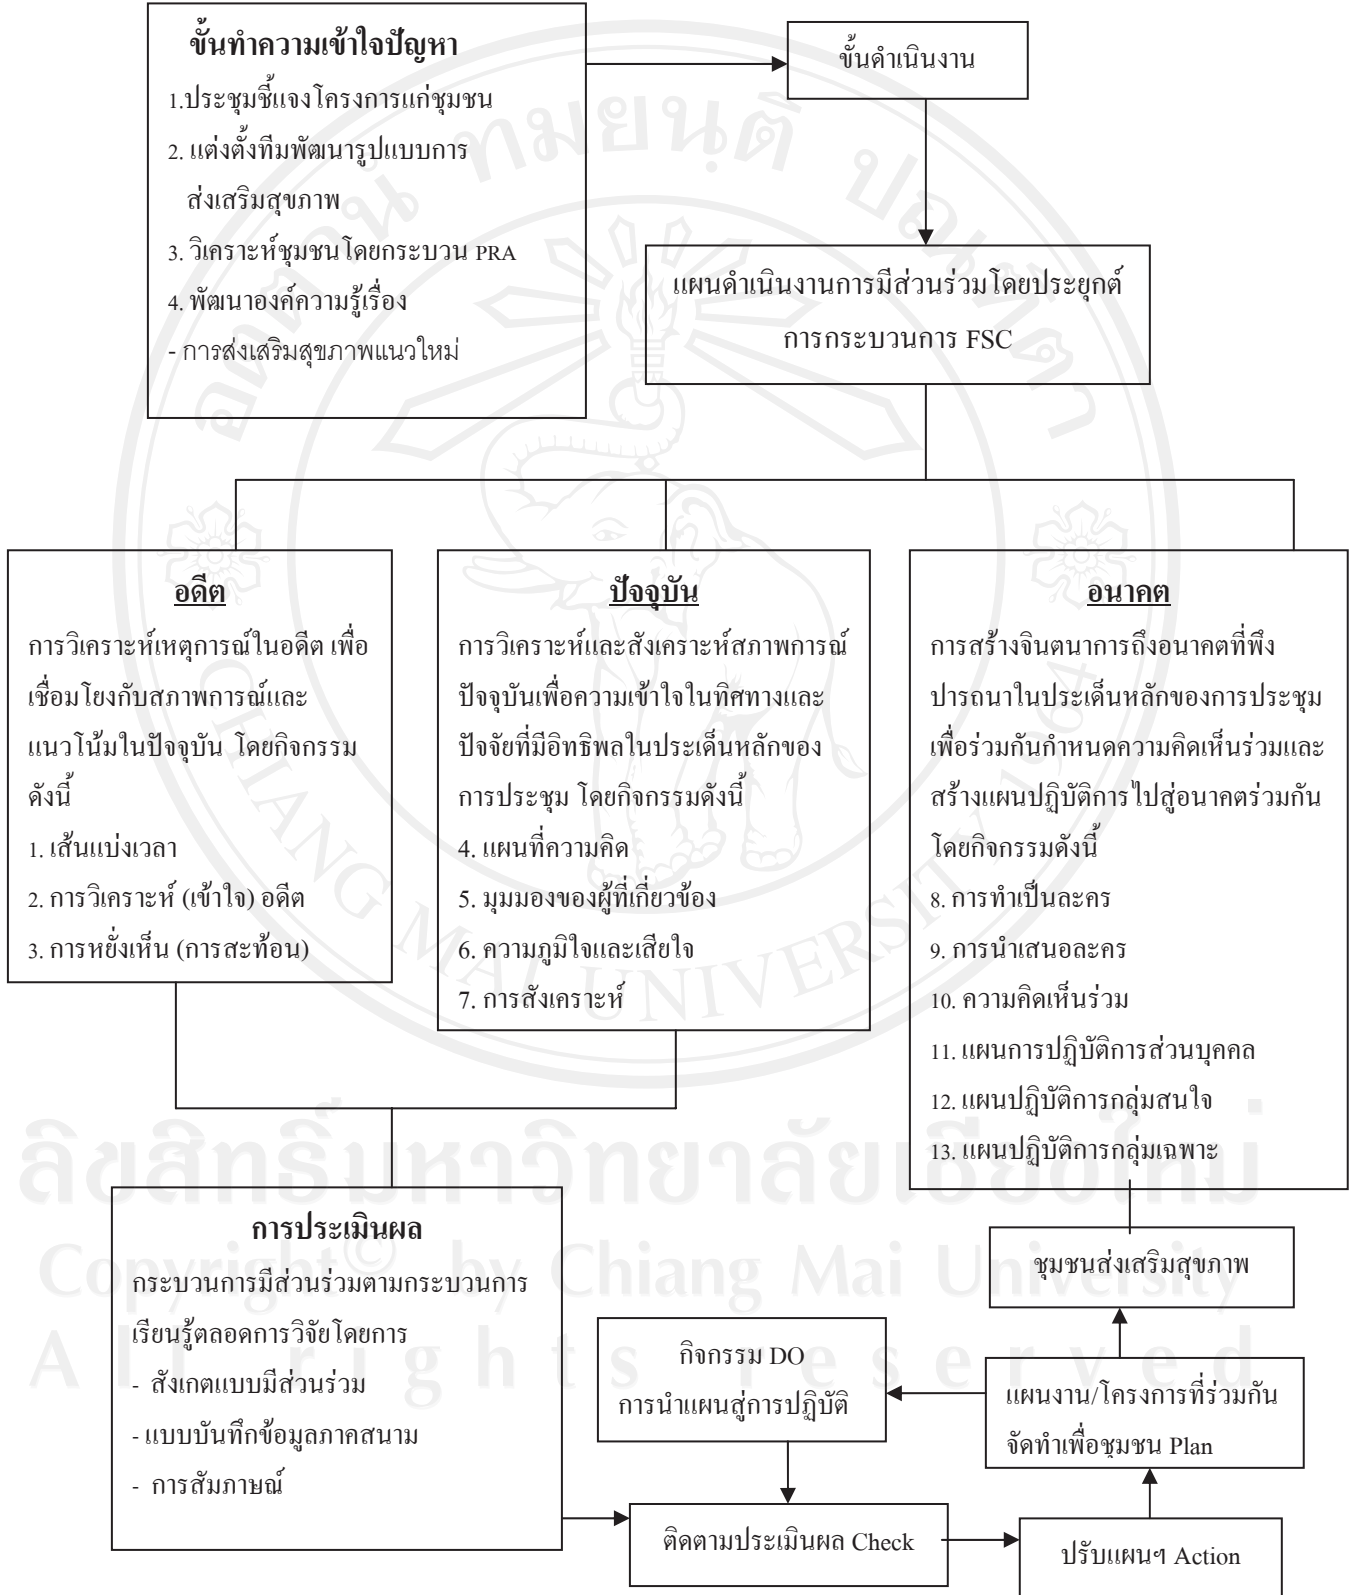 ขั้นทำความเข้าใจปัญหา
1.ประชุมชี้แจงโครงการแก่ชุมชน
2. แต่งตั้งทีมพัฒนารูปแบบการ
ส่งเสริมสุขภาพ
3. วิเคราะห์ชุมชนโดยกระบวน PRA
4. พัฒนาองค์ความรู้เรื่อง
- การส่งเสริมสุขภาพแนวใหม่
ขั้นดำเนินงาน
แผนดำเนินงานการมีส่วนร่วมโดยประยุกต์
การกระบวนการ FSC
อดีต
การวิเคราะห์เหตุการณ์ในอดีต เพื่อ
เชื่อมโยงกับสภาพการณ์และ
แนวโน้มในปัจจุบัน โดยกิจกรรม
ดังนี้
1. เส้นแบ่งเวลา
2. การวิเคราะห์ (เข้าใจ) อดีต
3. การหยั่งเห็น (การสะท้อน)
ปัจจุบัน
การวิเคราะห์และสังเคราะห์สภาพการณ์
ปัจจุบันเพื่อความเข้าใจในทิศทางและ
ปัจจัยที่มีอิทธิพลในประเด็นหลักของ
การประชุม โดยกิจกรรมดังนี้
4. แผนที่ความคิด
5. มุมมองของผู้ที่เกี่ยวข้อง
6. ความภูมิใจและเสียใจ
7. การสังเคราะห์
อนาคต
การสร้างจินตนาการถึงอนาคตที่พึง
ปารถนาในประเด็นหลักของการประชุม
เพื่อร่วมกันกำหนดความคิดเห็นร่วมและ
สร้างแผนปฏิบัติการไปสู่อนาคตร่วมกัน
โดยกิจกรรมดังนี้
8. การทำเป็นละคร
9. การนำเสนอละคร
10. ความคิดเห็นร่วม
11. แผนการปฏิบัติการส่วนบุคคล
12. แผนปฏิบัติการกลุ่มสนใจ
13. แผนปฏิบัติการกลุ่มเฉพาะ
การประเมินผล
กระบวนการมีส่วนร่วมตามกระบวนการ
เรียนรู้ตลอดการวิจัยโดยการ
- สังเกตแบบมีส่วนร่วม
- แบบบันทึกข้อมูลภาคสนาม
- การสัมภาษณ์
ชุมชนส่งเสริมสุขภาพ
กิจกรรม DO
การนำแผนสู่การปฏิบัติ
แผนงาน/โครงการที่ร่วมกัน
จัดทำเพื่อชุมชน Plan
ติดตามประเมินผล Check
ปรับแผนฯ Action
อตฺตานํ ทมยนฺติ ปณฺฑิตา
CHIANG MAI UNIVERSITY 1964
ลิขสิทธิ์มหาวิทยาลัยเชียงใหม่
Copyright© by Chiang Mai University
All rights reserved